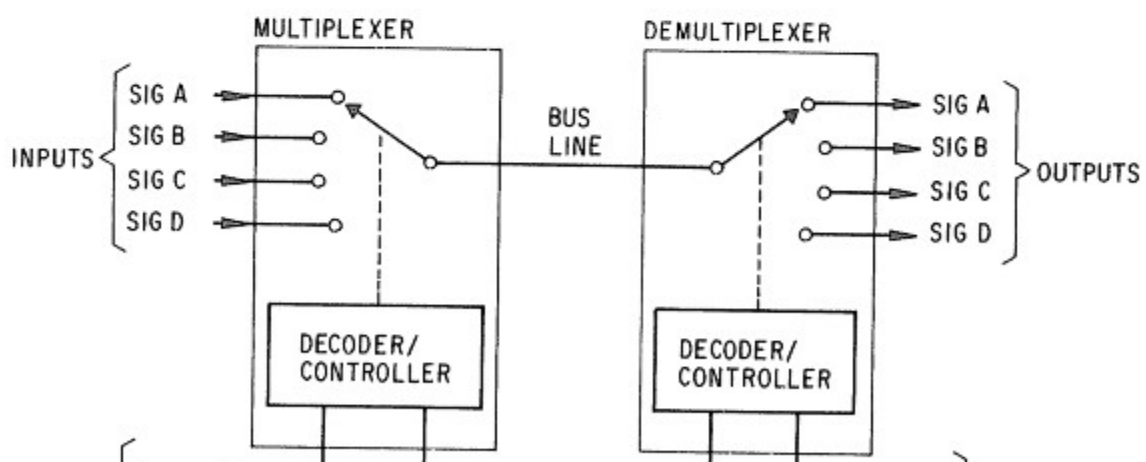 MULTIPLEXER
DEMULTIPLEXER
INPUTS
SIG A
SIG B
SIG C
SIG D
BUS
LINE
SIG A
SIG B
SIG C
SIG D
OUTPUTS
DECODER/
CONTROLLER
DECODER/
CONTROLLER